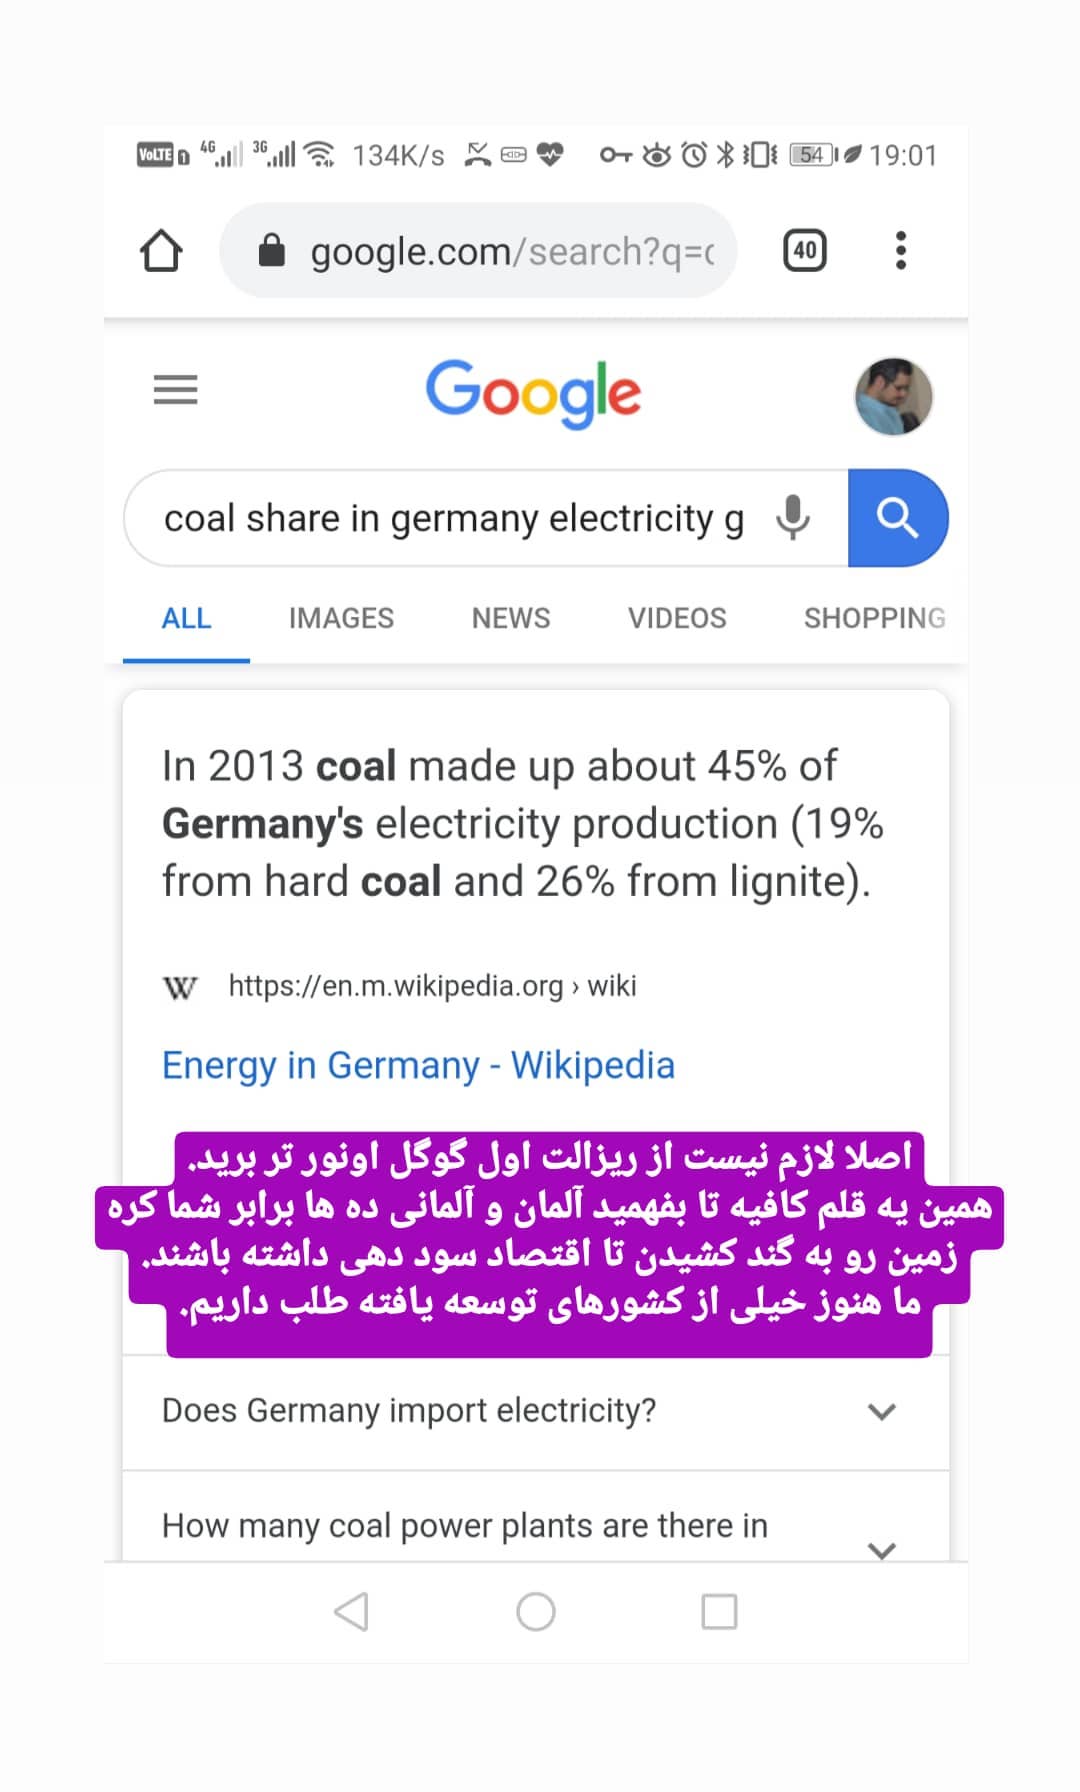 VoLTE 1 4G 3G 134K/s 54 19:01
google.com/search?q=c
40
Google
coal share in germany electricity g
ALL IMAGES NEWS VIDEOS SHOPPING
In 2013 coal made up about 45% of
Germany's electricity production (19%
from hard coal and 26% from lignite).
W https://en.m.wikipedia.org › wiki
Energy in Germany - Wikipedia
اصلا لازم نیست از ریزالت اول گوگل اونور تر برید.
همین یه قلم کافیه تا بفهمید آلمان و آلمانی ده ها برابر شما کره
زمین رو به گند کشیدن تا اقتصاد سود دهی داشته باشند.
ما هنوز خیلی از کشورهای توسعه یافته طلب داریم.
Does Germany import electricity?
How many coal power plants are there in